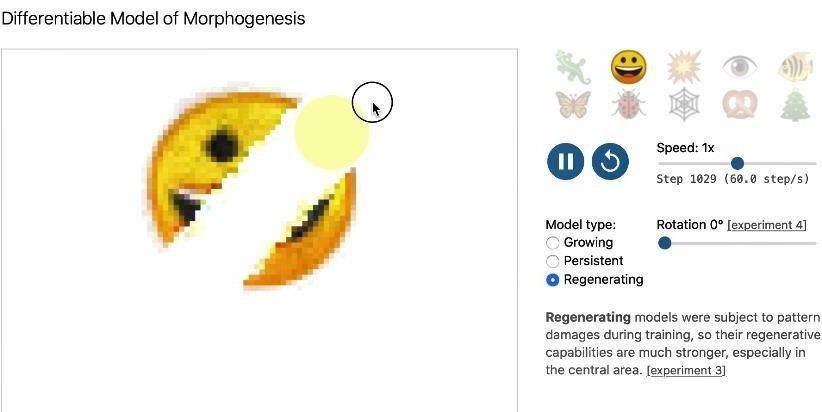 Differentiable Model of Morphogenesis
Speed: 1x
Step 1029 (60.0 step/s)
Model type:
Rotation 0° [experiment 4]
Growing
Persistent
Regenerating
Regenerating models were subject to pattern
damages during training, so their regenerative
capabilities are much stronger, especially in
the central area. [experiment 3]